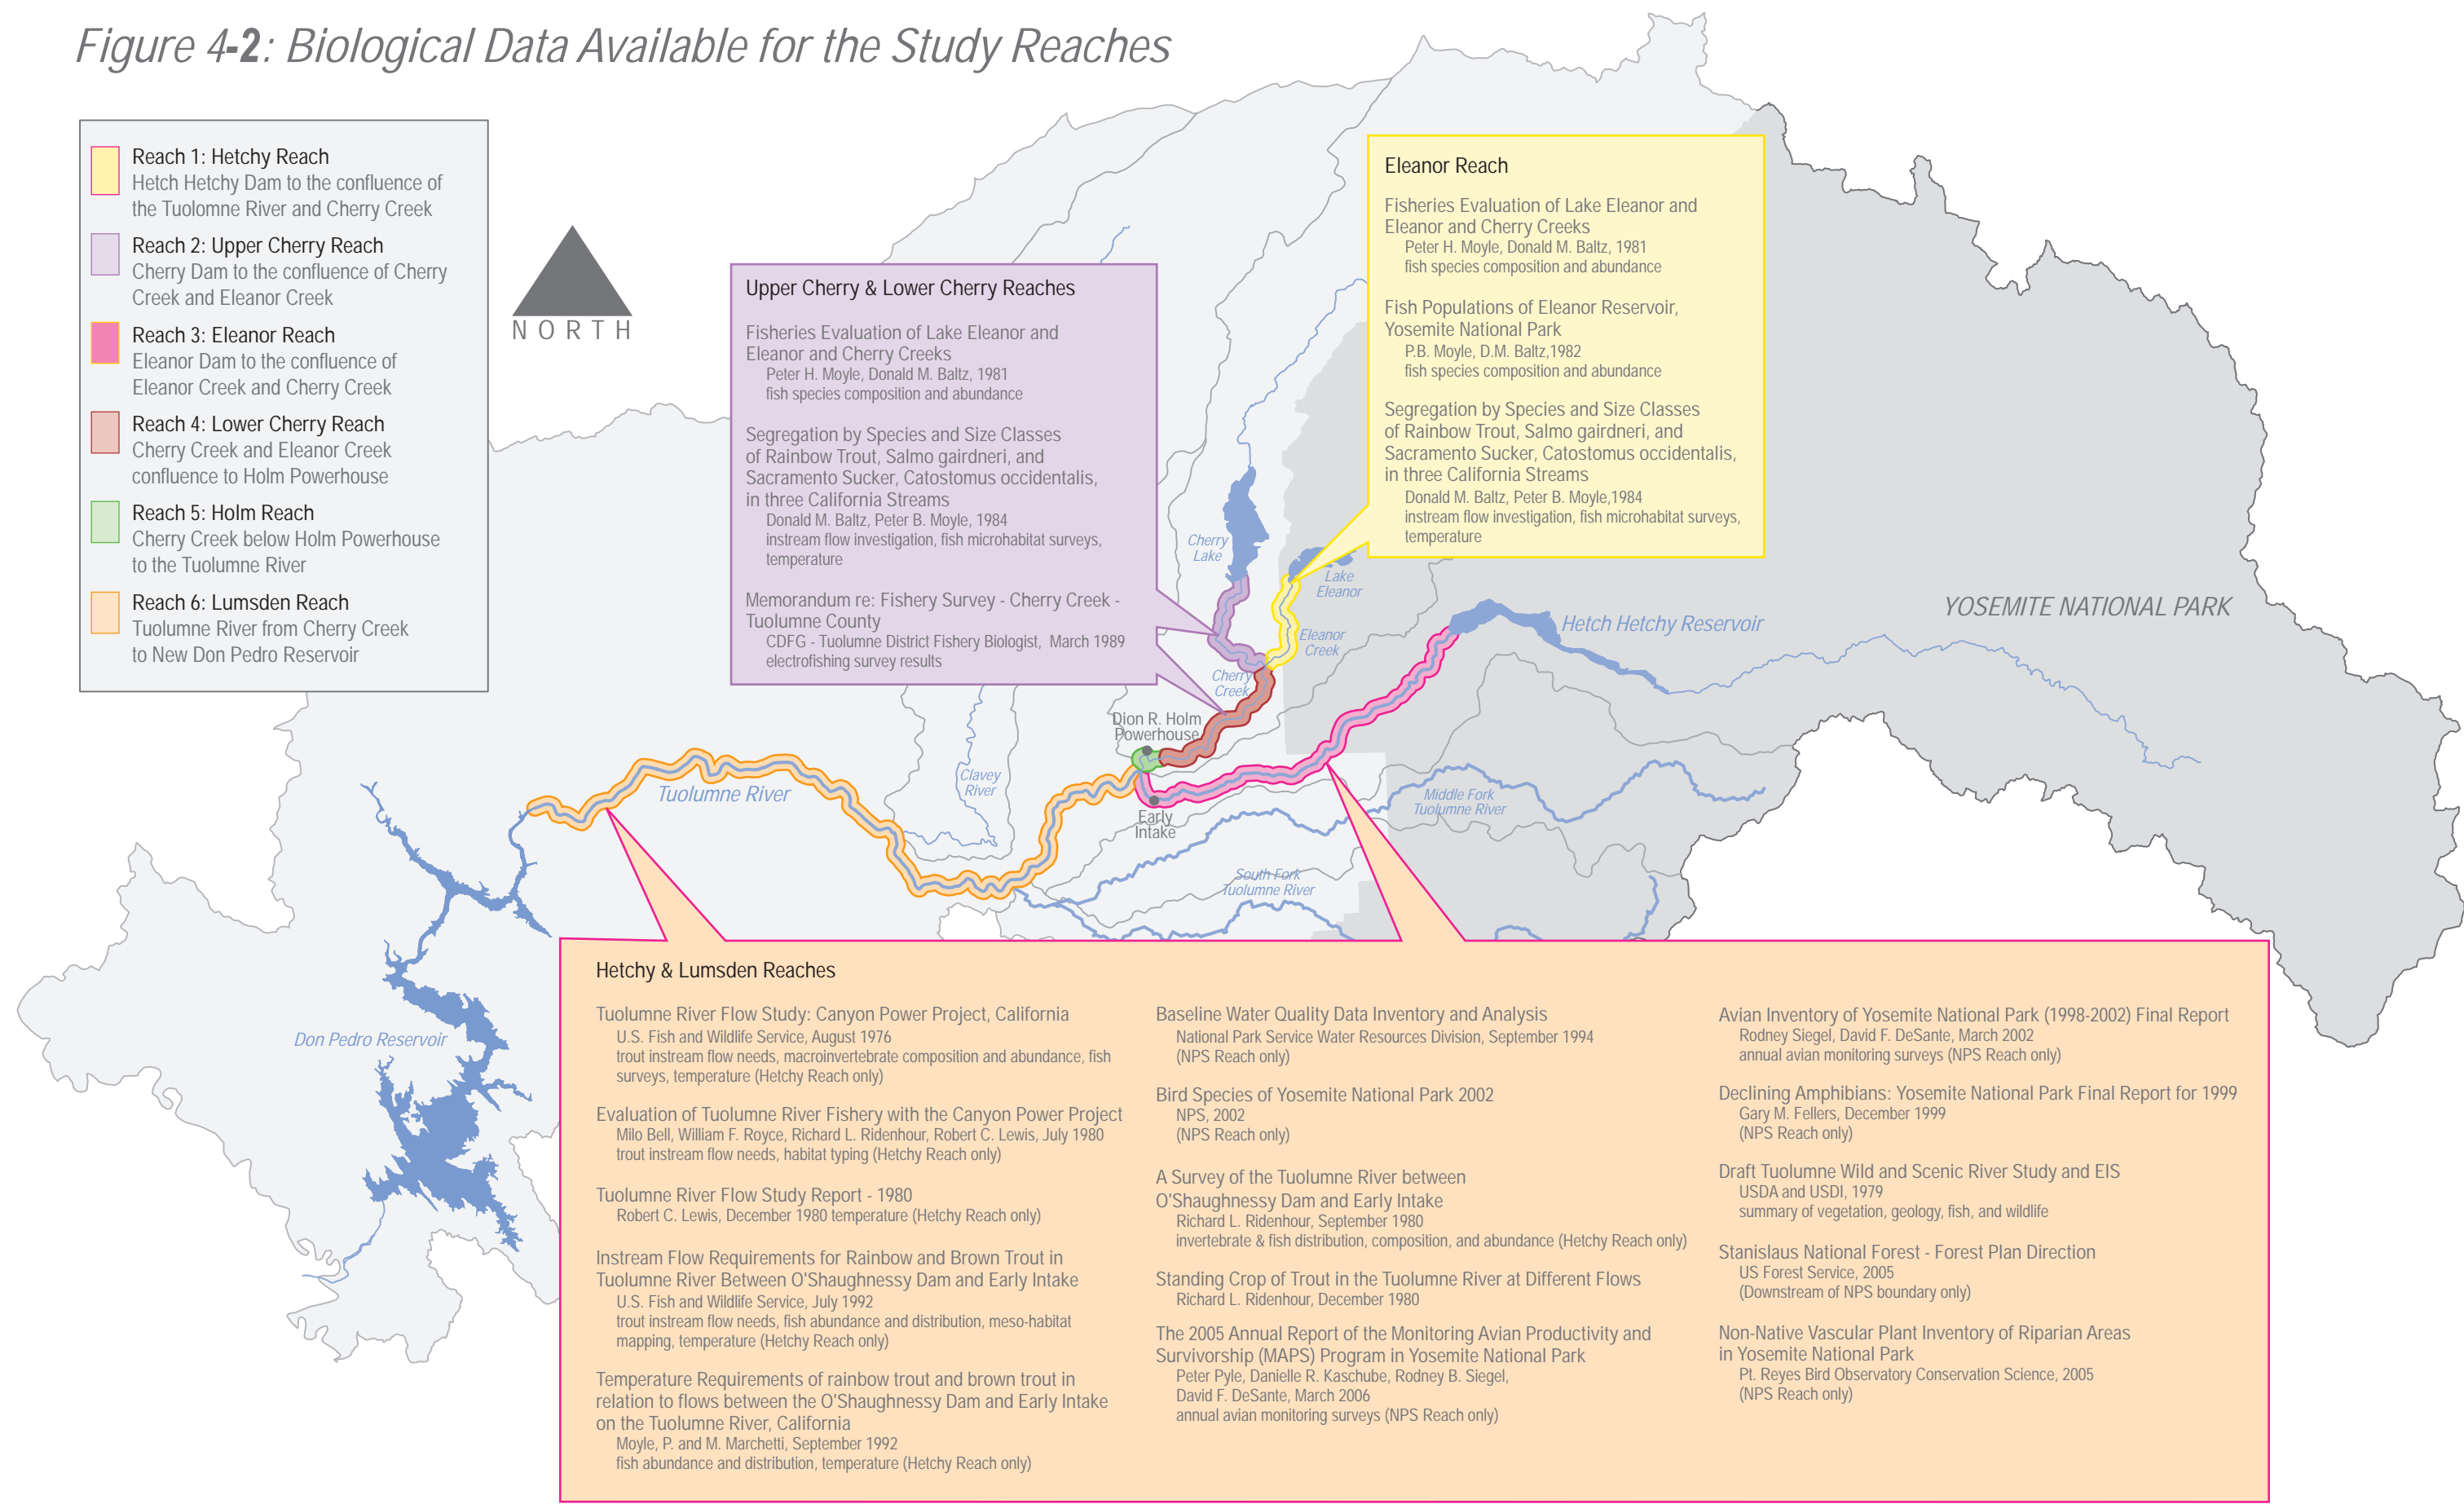 Figure 4-2: Biological Data Available for the Study Reaches
Reach 1: Hetchy Reach
Hetch Hetchy Dam to the confluence of
the Tuolomne River and Cherry Creek
Reach 2: Upper Cherry Reach
Cherry Dam to the confluence of Cherry
Creek and Eleanor Creek
Reach 3: Eleanor Reach
Eleanor Dam to the confluence of
Eleanor Creek and Cherry Creek
Reach 4: Lower Cherry Reach
Cherry Creek and Eleanor Creek
confluence to Holm Powerhouse
Reach 5: Holm Reach
Cherry Creek below Holm Powerhouse
to the Tuolumne River
Reach 6: Lumsden Reach
Tuolumne River from Cherry Creek
to New Don Pedro Reservoir
NORTH
Upper Cherry & Lower Cherry Reaches
Fisheries Evaluation of Lake Eleanor and
Eleanor and Cherry Creeks
Peter H. Moyle, Donald M. Baltz, 1981
fish species composition and abundance
Segregation by Species and Size Classes
of Rainbow Trout, Salmo gairdneri, and
Sacramento Sucker, Catostomus occidentalis,
in three California Streams
Donald M. Baltz, Peter B. Moyle, 1984
instream flow investigation, fish microhabitat surveys,
temperature
Memorandum re: Fishery Survey - Cherry Creek -
Tuolumne County
CDFG - Tuolumne District Fishery Biologist, March 1989
electrofishing survey results
Eleanor Reach
Fisheries Evaluation of Lake Eleanor and
Eleanor and Cherry Creeks
Peter H. Moyle, Donald M. Baltz, 1981
fish species composition and abundance
Fish Populations of Eleanor Reservoir,
Yosemite National Park
P.B. Moyle, D.M. Baltz,1982
fish species composition and abundance
Segregation by Species and Size Classes
of Rainbow Trout, Salmo gairdneri, and
Sacramento Sucker, Catostomus occidentalis,
in three California Streams
Donald M. Baltz, Peter B. Moyle,1984
instream flow investigation, fish microhabitat surveys,
temperature
Cherry
Lake
Lake
Eleanor
Eleanor
Creek
Cherry
Creek
Hetch Hetchy Reservoir
YOSEMITE NATIONAL PARK
Dion R. Holm
Powerhouse
Early
Intake
Clavey
River
Tuolumne River
Middle Fork
Tuolumne River
South Fork
Tuolumne River
Don Pedro Reservoir
Hetchy & Lumsden Reaches
Tuolumne River Flow Study: Canyon Power Project, California
U.S. Fish and Wildlife Service, August 1976
trout instream flow needs, macroinvertebrate composition and abundance, fish
surveys, temperature (Hetchy Reach only)
Evaluation of Tuolumne River Fishery with the Canyon Power Project
Milo Bell, William F. Royce, Richard L. Ridenhour, Robert C. Lewis, July 1980
trout instream flow needs, habitat typing (Hetchy Reach only)
Tuolumne River Flow Study Report - 1980
Robert C. Lewis, December 1980 temperature (Hetchy Reach only)
Instream Flow Requirements for Rainbow and Brown Trout in
Tuolumne River Between O'Shaughnessy Dam and Early Intake
U.S. Fish and Wildlife Service, July 1992
trout instream flow needs, fish abundance and distribution, meso-habitat
mapping, temperature (Hetchy Reach only)
Temperature Requirements of rainbow trout and brown trout in
relation to flows between the O'Shaughnessy Dam and Early Intake
on the Tuolumne River, California
Moyle, P. and M. Marchetti, September 1992
fish abundance and distribution, temperature (Hetchy Reach only)
Baseline Water Quality Data Inventory and Analysis
National Park Service Water Resources Division, September 1994
(NPS Reach only)
Bird Species of Yosemite National Park 2002
NPS, 2002
(NPS Reach only)
A Survey of the Tuolumne River between
O'Shaughnessy Dam and Early Intake
Richard L. Ridenhour, September 1980
invertebrate & fish distribution, composition, and abundance (Hetchy Reach only)
Standing Crop of Trout in the Tuolumne River at Different Flows
Richard L. Ridenhour, December 1980
The 2005 Annual Report of the Monitoring Avian Productivity and
Survivorship (MAPS) Program in Yosemite National Park
Peter Pyle, Danielle R. Kaschube, Rodney B. Siegel,
David F. DeSante, March 2006
annual avian monitoring surveys (NPS Reach only)
Avian Inventory of Yosemite National Park (1998-2002) Final Report
Rodney Siegel, David F. DeSante, March 2002
annual avian monitoring surveys (NPS Reach only)
Declining Amphibians: Yosemite National Park Final Report for 1999
Gary M. Fellers, December 1999
(NPS Reach only)
Draft Tuolumne Wild and Scenic River Study and EIS
USDA and USDI, 1979
summary of vegetation, geology, fish, and wildlife
Stanislaus National Forest - Forest Plan Direction
US Forest Service, 2005
(Downstream of NPS boundary only)
Non-Native Vascular Plant Inventory of Riparian Areas
in Yosemite National Park
Pt. Reyes Bird Observatory Conservation Science, 2005
(NPS Reach only)